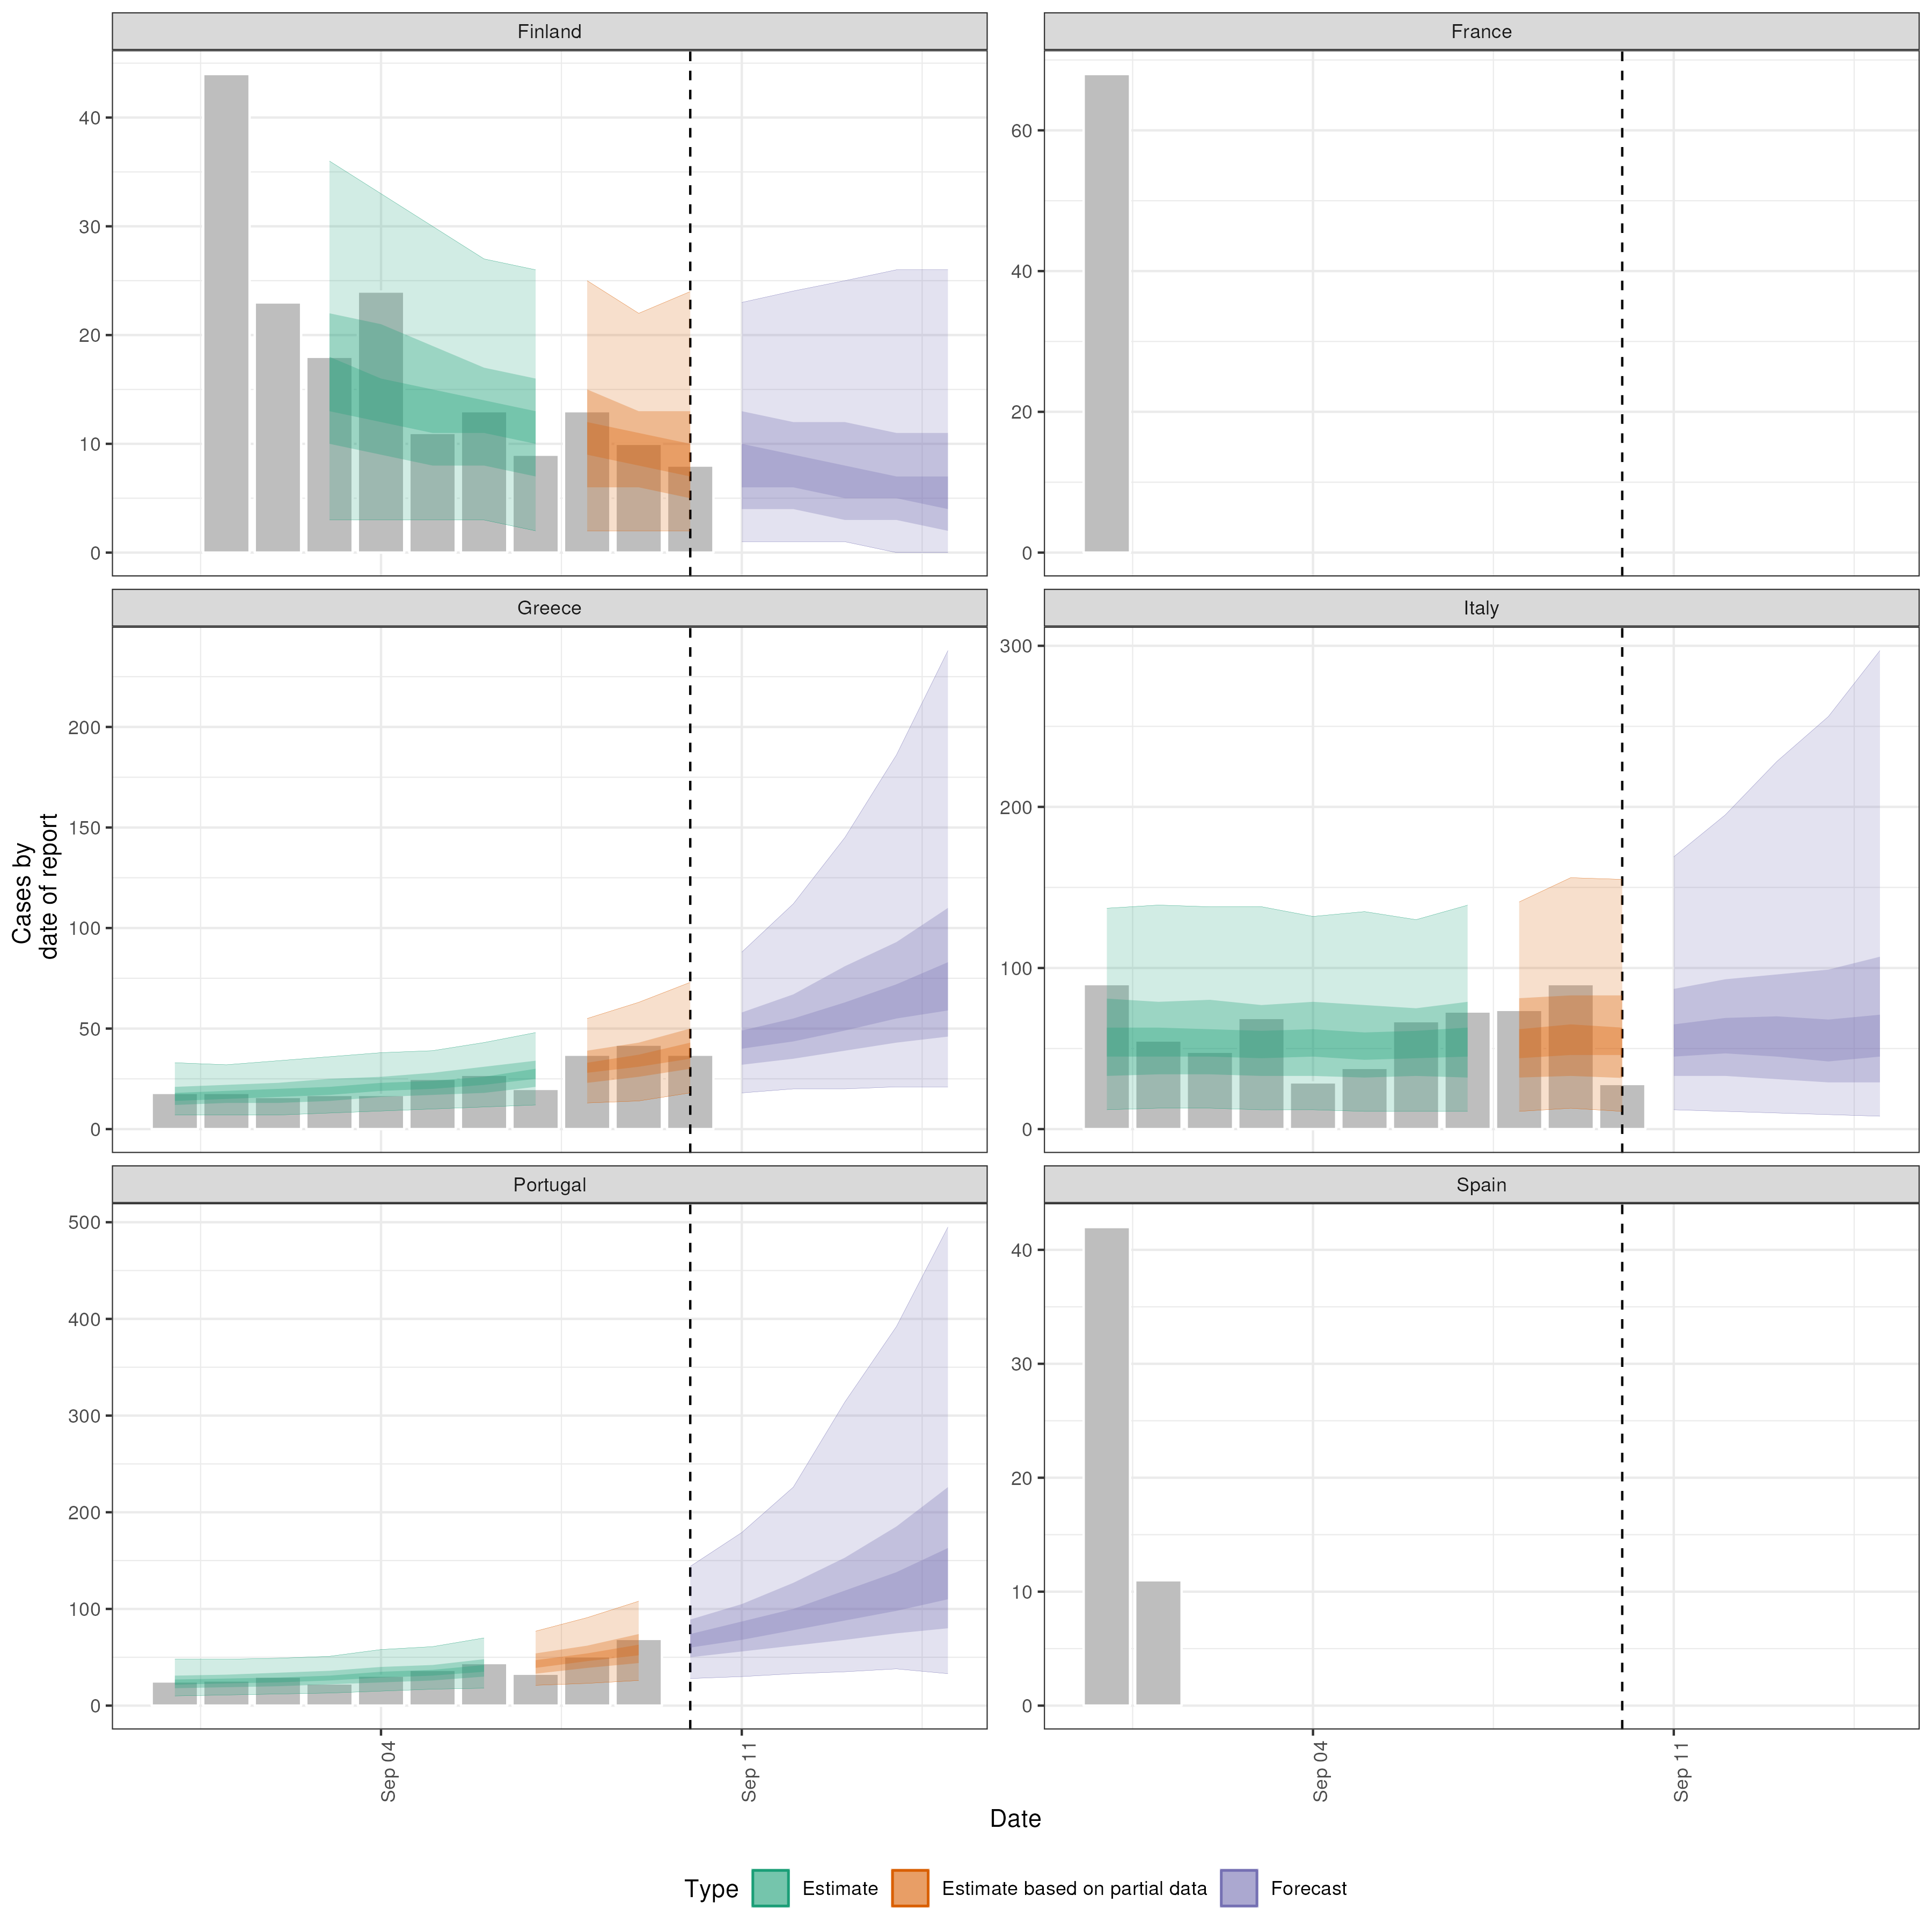 Finland
France
40
30
20
10
0
60
40
20
0
Greece
Italy
200
150
100
50
0
300
200
100
0
Cases by
date of report
Portugal
Spain
500
400
300
200
100
0
40
30
20
10
0
Sep 04
Sep 11
Sep 04
Sep 11
Date
Type
Estimate
Estimate based on partial data
Forecast